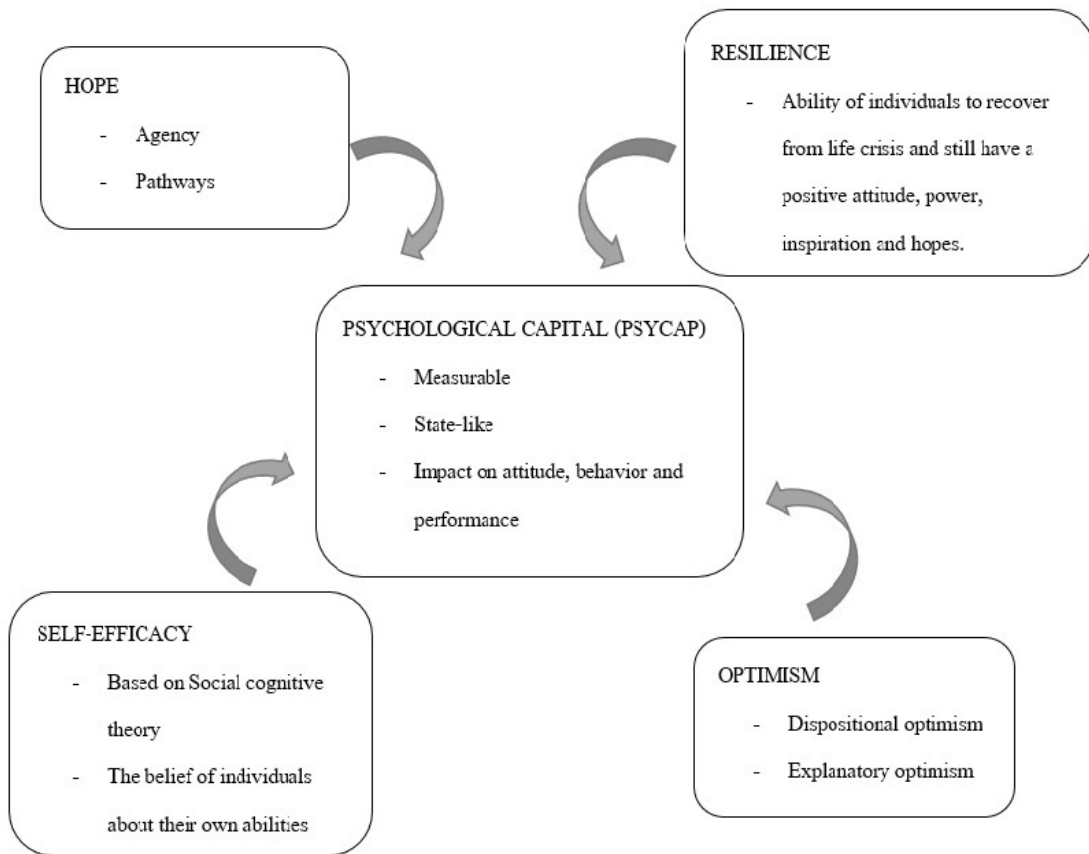 HOPE
- Agency
- Pathways
RESILIENCE
- Ability of individuals to recover
from life crisis and still have a
positive attitude, power,
inspiration and hopes.
PSYCHOLOGICAL CAPITAL (PSYCAP)
- Measurable
- State-like
- Impact on attitude, behavior and
performance
SELF-EFFICACY
- Based on Social cognitive
theory
- The belief of individuals
about their own abilities
OPTIMISM
- Dispositional optimism
- Explanatory optimism